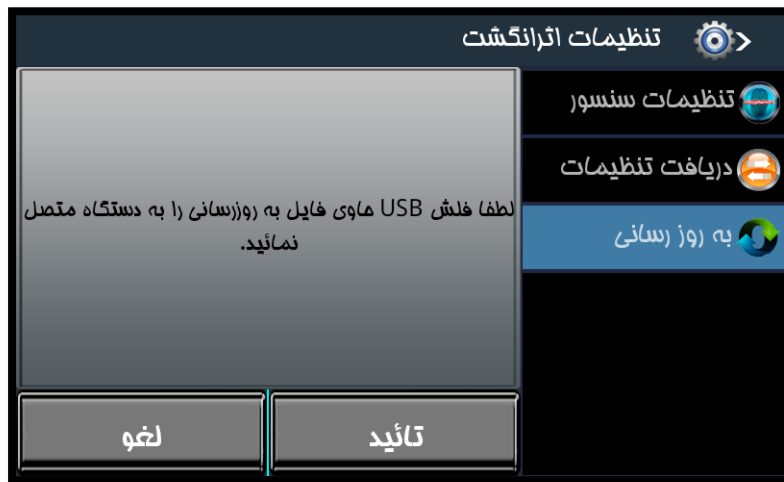 تنظیمات اثرانگشت
تنظیمات سنسور
دریافت تنظیمات
به روز رسانی
لطفا فلش USB حاوی فایل به روزرسانی را به دستگاه متصل
نمائید.
تائید
لغو